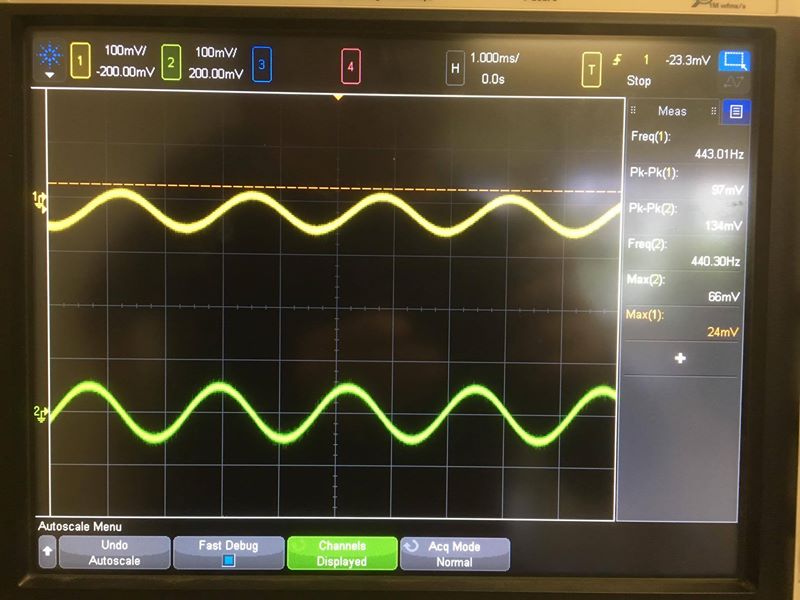 1M wfms/s
1 100mV/ -200.00mV
2 100mV/ 200.00mV
3
4
H 1.000ms/ 0.0s
T 1 -23.3mV
Stop
Meas
Freq(1):
443.01Hz
Pk-Pk(1):
97mV
Pk-Pk(2):
134mV
Freq(2):
440.30Hz
Max(2):
66mV
Max(1):
24mV
1
2
Autoscale Menu
Undo Autoscale
Fast Debug
Channels Displayed
Acq Mode Normal